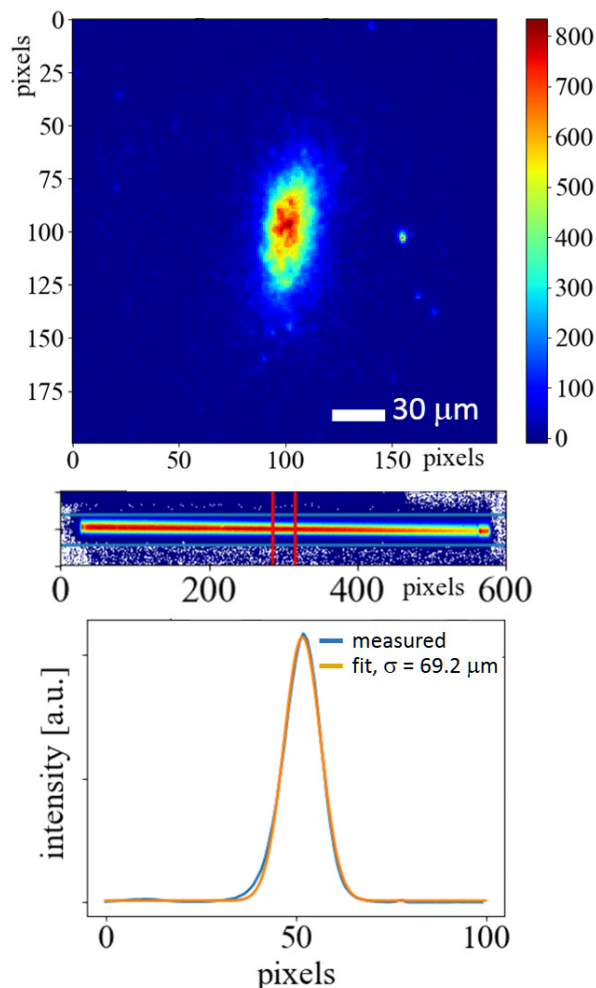 0
25
50
75
100
125
150
175
pixels
0 50 100 150 pixels
30 μm
800
700
600
500
400
300
200
100
0
0 200 400 pixels 600
measured
fit, σ = 69.2 μm
intensity [a.u.]
0 50 100
pixels